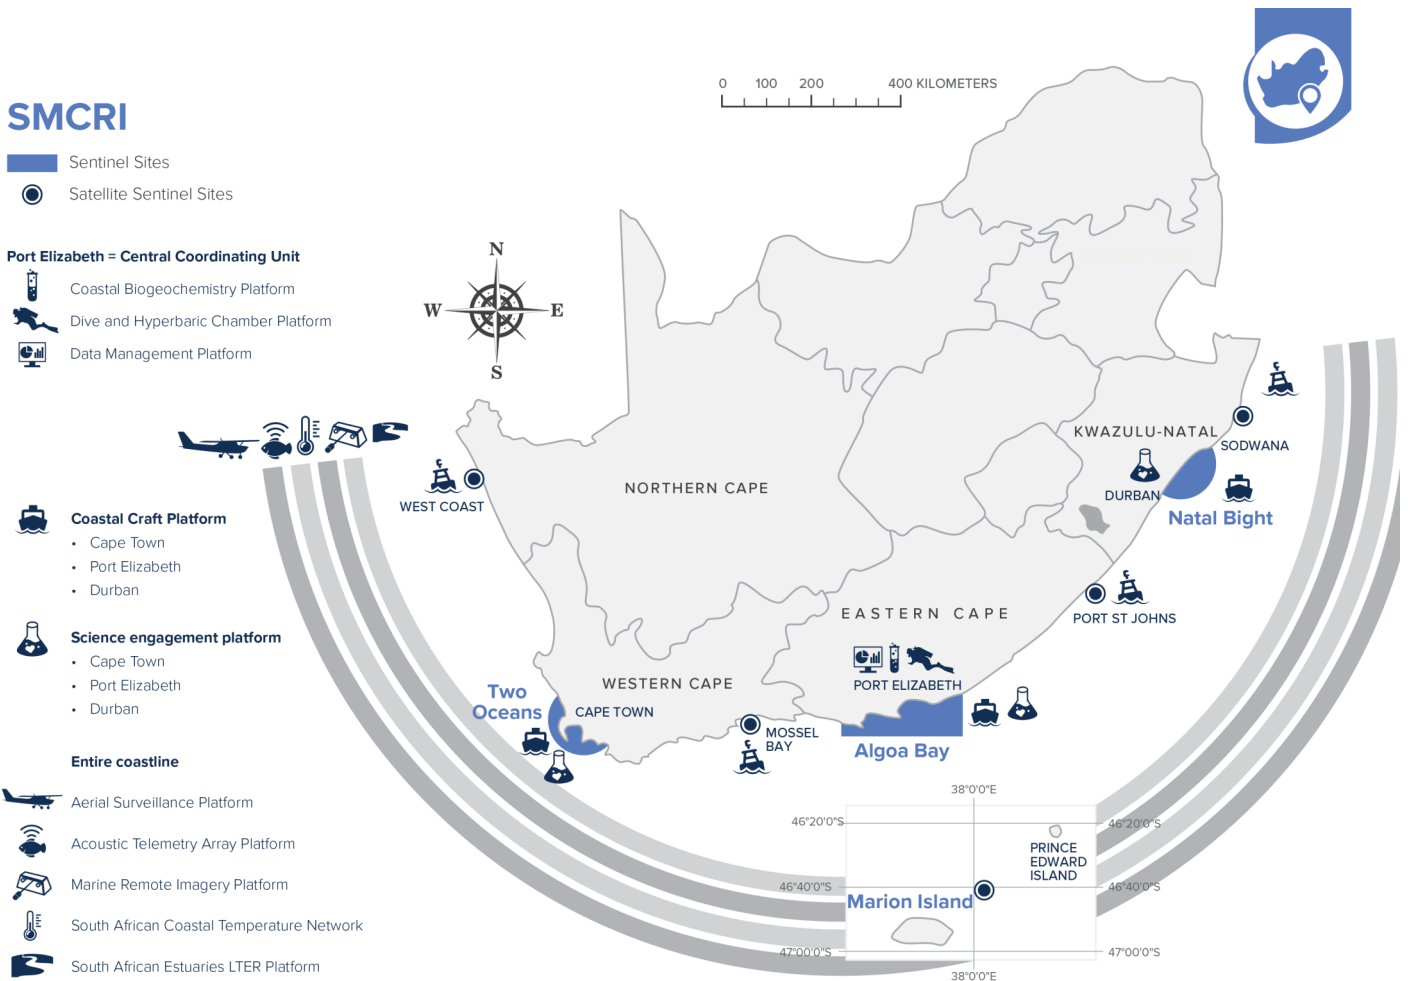 SMCRI
Sentinel Sites
Satellite Sentinel Sites
Port Elizabeth = Central Coordinating Unit
Coastal Biogeochemistry Platform
Dive and Hyperbaric Chamber Platform
Data Management Platform
Coastal Craft Platform
• Cape Town
• Port Elizabeth
• Durban
Science engagement platform
• Cape Town
• Port Elizabeth
• Durban
Entire coastline
Aerial Surveillance Platform
Acoustic Telemetry Array Platform
Marine Remote Imagery Platform
South African Coastal Temperature Network
South African Estuaries LTER Platform
0 100 200 400 KILOMETERS
N
W E
S
WEST COAST
NORTHERN CAPE
KWAZULU-NATAL
SODWANA
DURBAN
Natal Bight
EASTERN CAPE
PORT ST JOHNS
WESTERN CAPE
PORT ELIZABETH
Two
Oceans
CAPE TOWN
MOSSEL
BAY
Algoa Bay
38°0'0"E
46°20'0"S 46°20'0"S
PRINCE
EDWARD
ISLAND
46°40'0"S 46°40'0"S
Marion Island
47°00'0"S 47°00'0"S
38°0'0"E